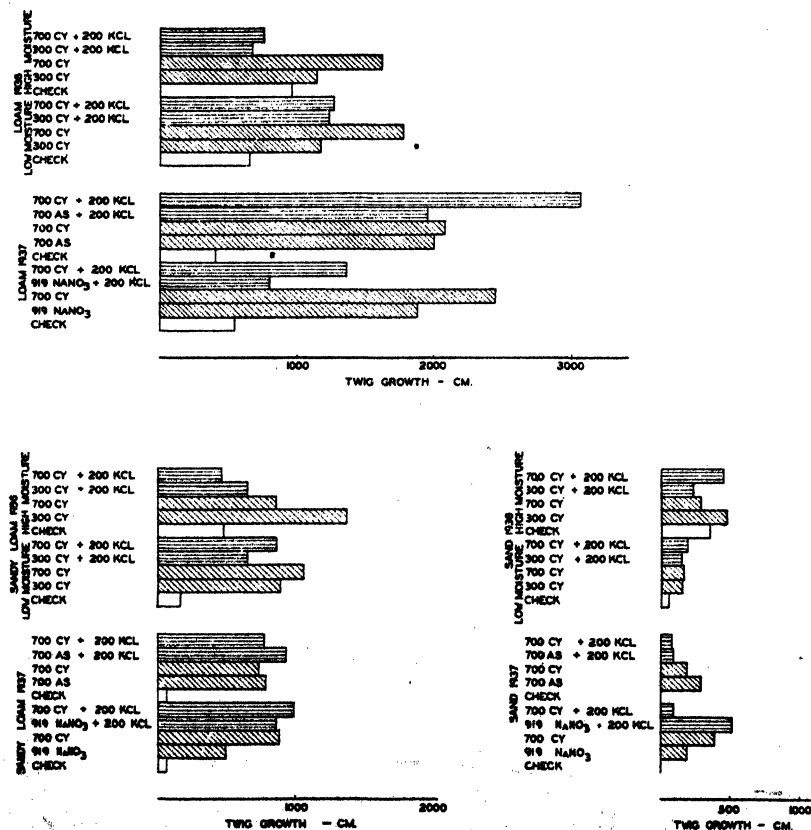 LOAM 1936
HIGH MOISTURE
700 CY + 200 KCL
300 CY + 200 KCL
700 CY
300 CY
CHECK
LOW MOISTURE
700 CY + 200 KCL
300 CY + 200 KCL
700 CY
300 CY
CHECK
LOAM 1937
700 CY + 200 KCL
700 AS + 200 KCL
700 CY
700 AS
CHECK
700 CY + 200 KCL
919 NANO3 + 200 KCL
700 CY
919 NANO3
CHECK
1000 2000 3000
TWIG GROWTH - CM.
SANDY LOAM 1936
HIGH MOISTURE
700 CY + 200 KCL
300 CY + 200 KCL
700 CY
300 CY
CHECK
LOW MOISTURE
700 CY + 200 KCL
300 CY + 200 KCL
700 CY
300 CY
CHECK
SANDY LOAM 1937
700 CY + 200 KCL
700 AS + 200 KCL
700 CY
700 AS
CHECK
700 CY + 200 KCL
919 NANO3 + 200 KCL
700 CY
919 NANO3
CHECK
1000 2000
TWIG GROWTH - CM.
SAND 1936
HIGH MOISTURE
700 CY + 200 KCL
300 CY + 200 KCL
700 CY
300 CY
CHECK
LOW MOISTURE
700 CY + 200 KCL
300 CY + 200 KCL
700 CY
300 CY
CHECK
SAND 1937
700 CY + 200 KCL
700 AS + 200 KCL
700 CY
700 AS
CHECK
700 CY + 200 KCL
919 NANO3 + 200 KCL
700 CY
919 NANO3
CHECK
500 1000
TWIG GROWTH - CM.